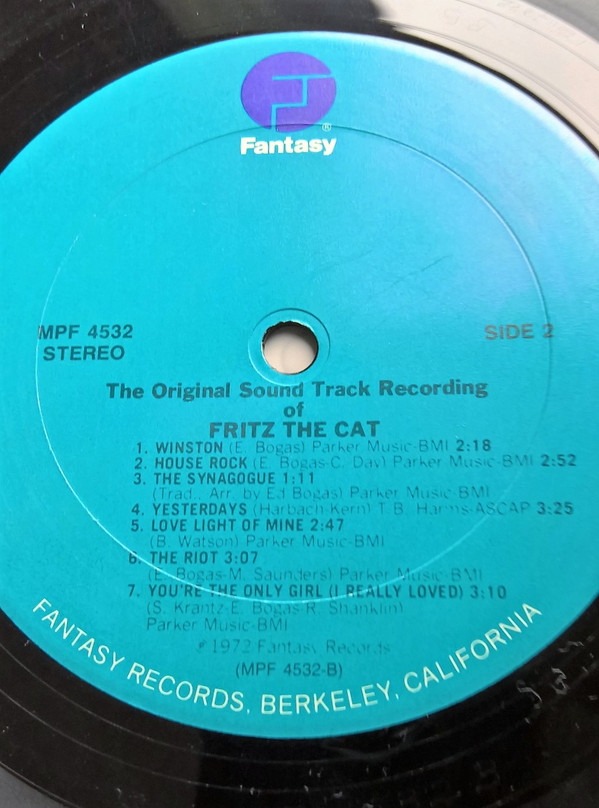 Fantasy
®
MPF 4532
STEREO
SIDE 2
The Original Sound Track Recording
of
FRITZ THE CAT
1. WINSTON (E. Bogas) Parker Music-BMI 2:18
2. HOUSE ROCK (E. Bogas-C. Day) Parker Music-BMI 2:52
3. THE SYNAGOGUE 1:11
(Trad., Arr. by Ed Bogas) Parker Music-BMI
4. YESTERDAYS (Harbach-Kern) T.B. Harms-ASCAP 3:25
5. LOVE LIGHT OF MINE 2:47
(B. Watson) Parker Music-BMI
6. THE RIOT 3:07
(E. Bogas-M. Saunders) Parker Music-BMI
7. YOU'RE THE ONLY GIRL (I REALLY LOVED) 3:10
(S. Krantz-E. Bogas-R. Shanklin)
Parker Music-BMI
℗ 1972 Fantasy Records
(MPF 4532-B)
FANTASY RECORDS, BERKELEY, CALIFORNIA